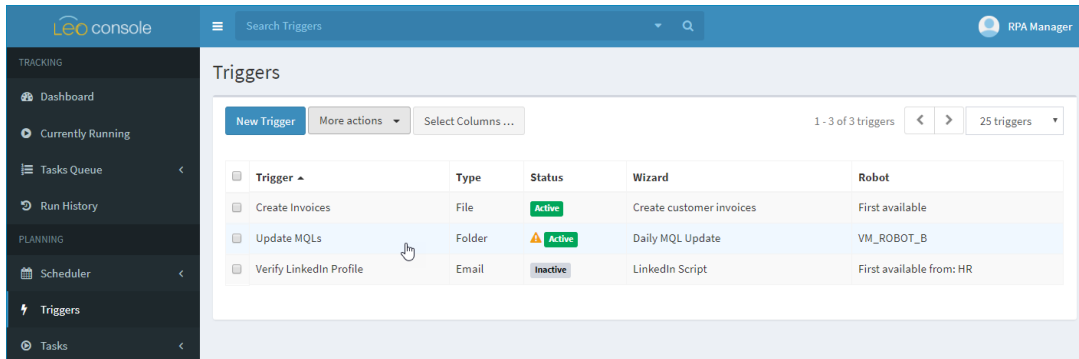 Leo console
Search Triggers
RPA Manager
TRACKING
Dashboard
Currently Running
Tasks Queue
Run History
PLANNING
Scheduler
Triggers
Tasks
Triggers
New Trigger More actions Select Columns ... 1 - 3 of 3 triggers 25 triggers
Trigger Type Status Wizard Robot
Create Invoices File Active Create customer invoices First available
Update MQLs Folder Active Daily MQL Update VM_ROBOT_B
Verify LinkedIn Profile Email Inactive LinkedIn Script First available from: HR